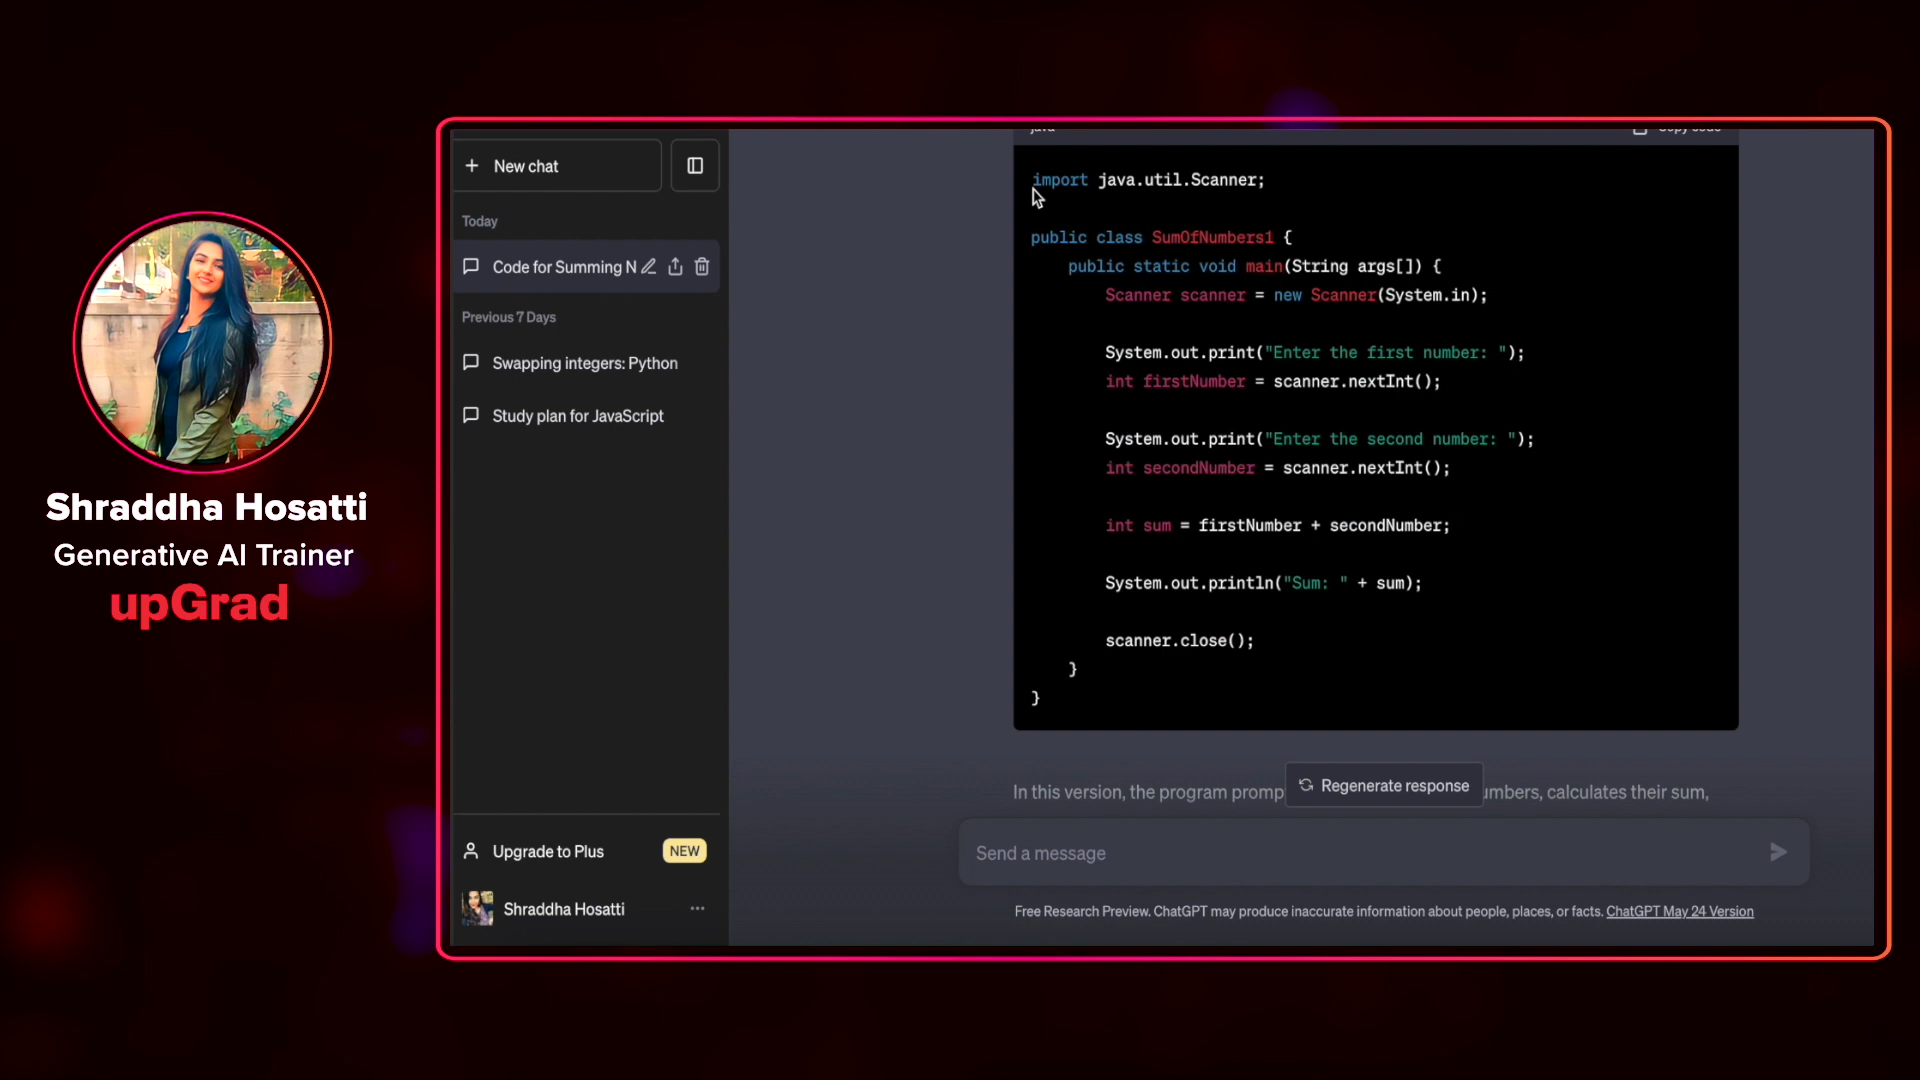 Shraddha Hosatti
Generative AI Trainer
upGrad
New chat
Today
Code for Summing N
Previous 7 Days
Swapping integers: Python
Study plan for JavaScript
Upgrade to Plus
NEW
Shraddha Hosatti
java
Copy code
import java.util.Scanner;
public class SumOfNumbers1 {
public static void main(String args[]) {
Scanner scanner = new Scanner(System.in);
System.out.print("Enter the first number: ");
int firstNumber = scanner.nextInt();
System.out.print("Enter the second number: ");
int secondNumber = scanner.nextInt();
int sum = firstNumber + secondNumber;
System.out.println("Sum: " + sum);
scanner.close();
}
}
In this version, the program promp umbers, calculates their sum,
Regenerate response
Send a message
Free Research Preview. ChatGPT may produce inaccurate information about people, places, or facts. ChatGPT May 24 Version